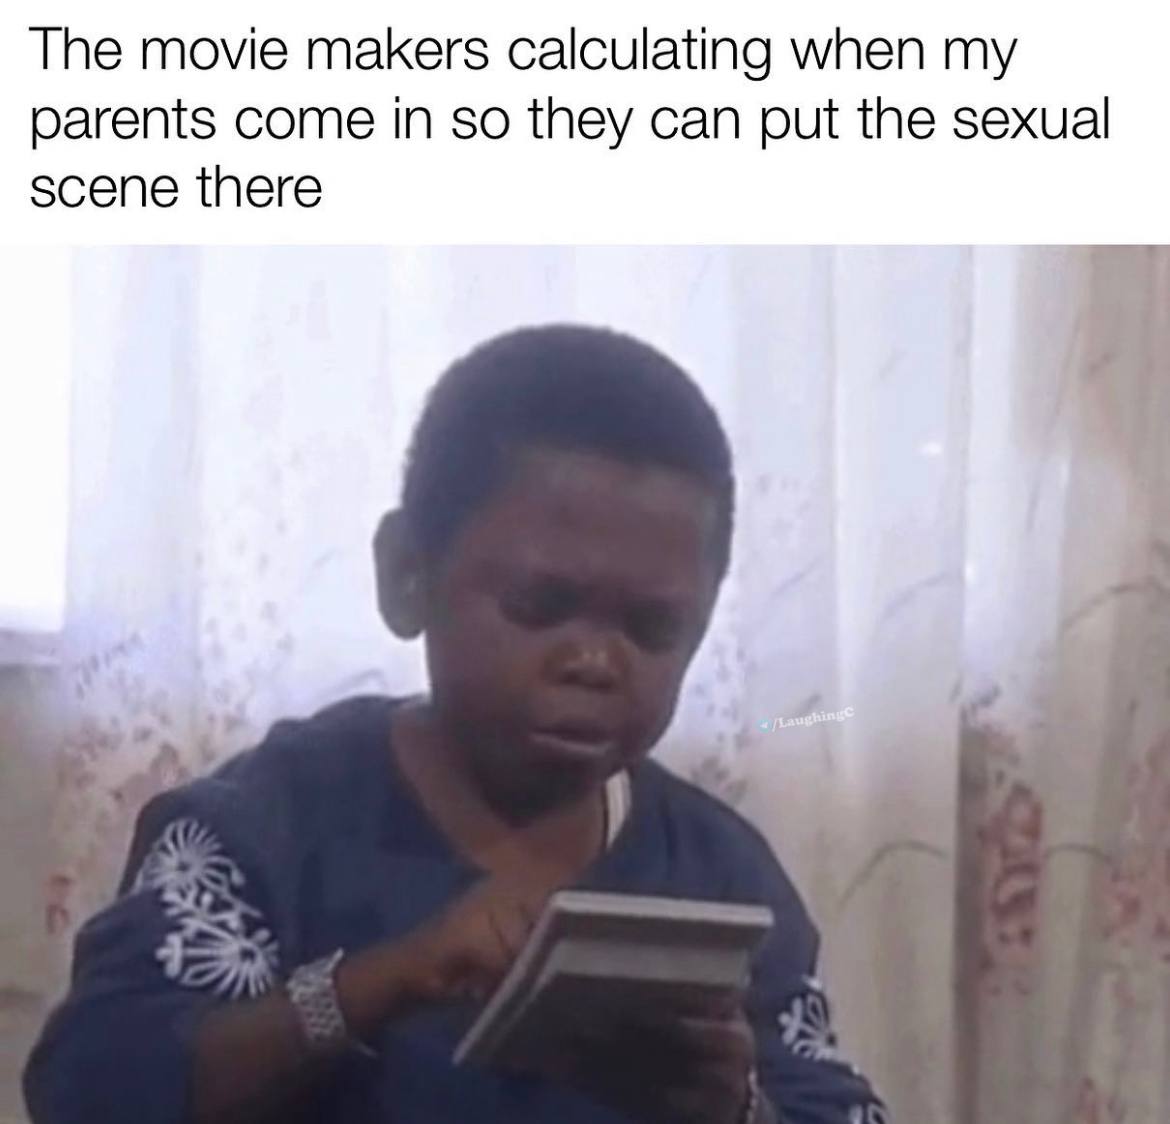 The movie makers calculating when my
parents come in so they can put the sexual
scene there
/LaughingC